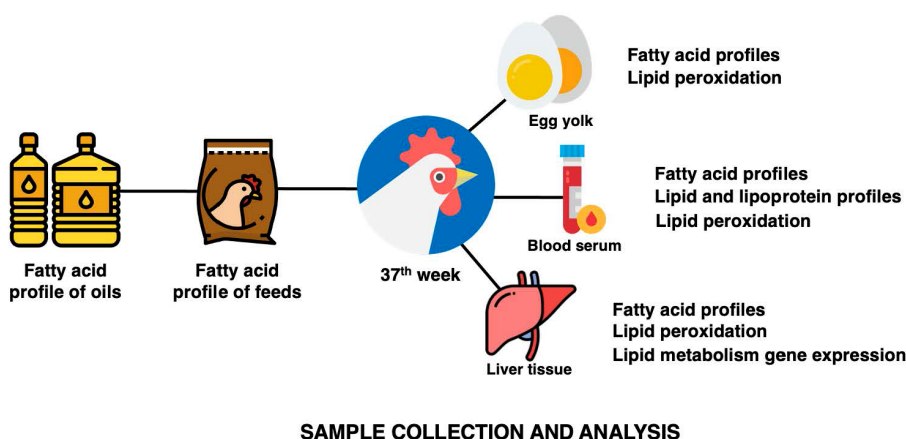 Fatty acid profiles
Lipid peroxidation
Egg yolk
Fatty acid profiles
Lipid and lipoprotein profiles
Lipid peroxidation
Blood serum
Fatty acid
profile of oils
Fatty acid
profile of feeds
37th week
Fatty acid profiles
Lipid peroxidation
Lipid metabolism gene expression
Liver tissue
SAMPLE COLLECTION AND ANALYSIS